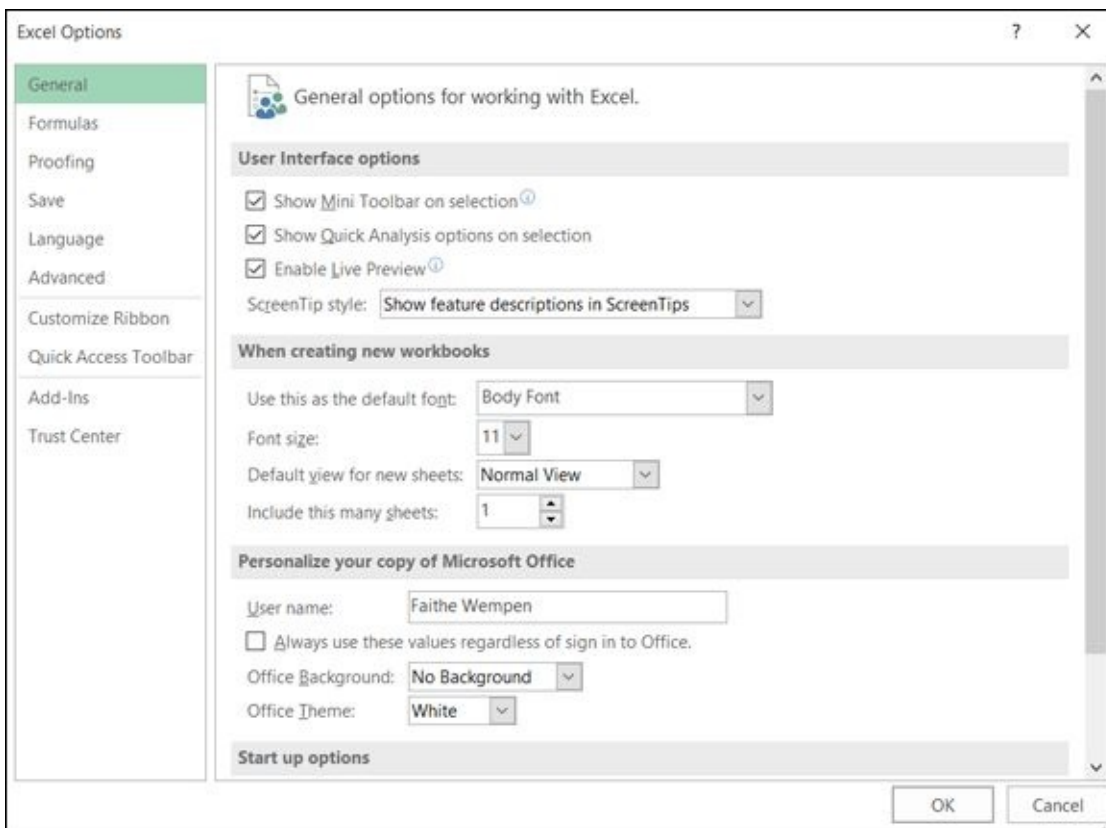 Excel Options
?
General
Formulas
Proofing
Save
Language
Advanced
Customize Ribbon
Quick Access Toolbar
Add-Ins
Trust Center
General options for working with Excel.
User Interface options
Show Mini Toolbar on selection
Show Quick Analysis options on selection
Enable Live Preview
ScreenTip style: Show feature descriptions in ScreenTips
When creating new workbooks
Use this as the default font: Body Font
Font size: 11
Default view for new sheets: Normal View
Include this many sheets: 1
Personalize your copy of Microsoft Office
User name: Faithe Wempen
Always use these values regardless of sign in to Office.
Office Background: No Background
Office Theme: White
Start up options
OK Cancel